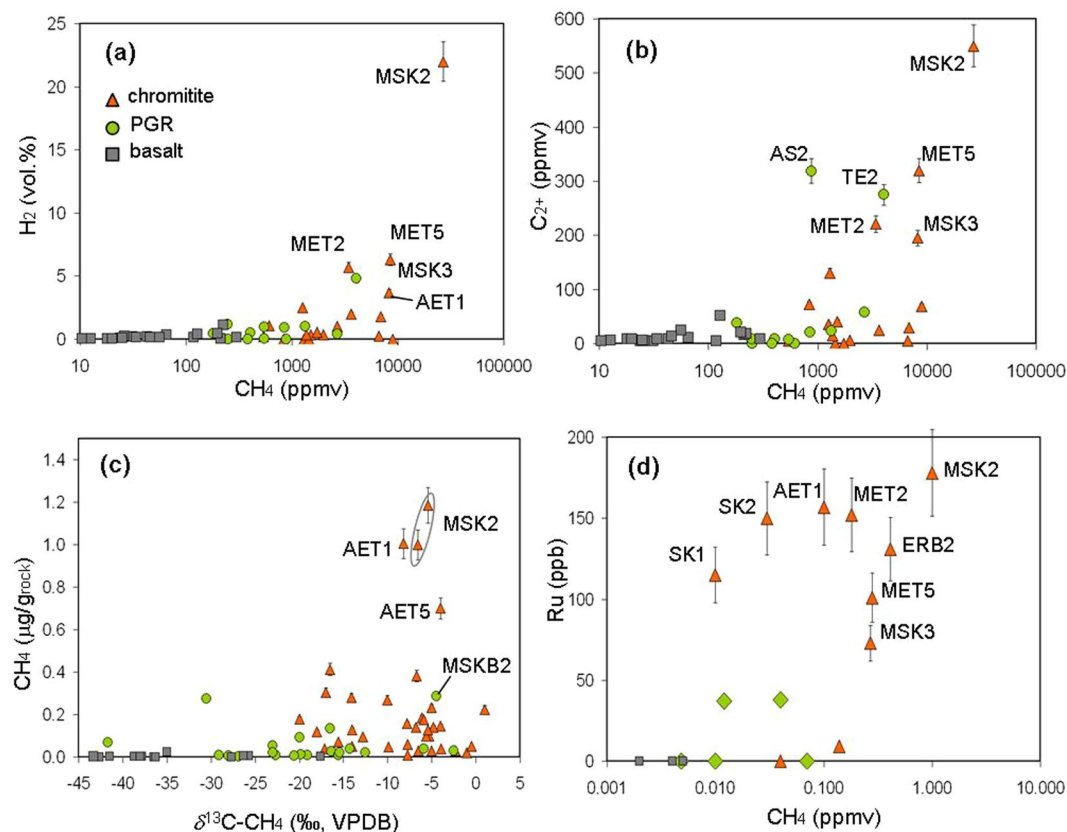 (a)
25
20
15
10
5
0
H2 (vol.%)
MSK2
chromitite
PGR
basalt
MET2
MET5
MSK3
AET1
10
100
1000
10000
100000
CH4 (ppmv)
(b)
600
500
400
300
200
100
0
C2+ (ppmv)
MSK2
AS2
MET5
TE2
MET2
MSK3
10
100
1000
10000
100000
CH4 (ppmv)
(c)
1.4
1.2
1.0
0.8
0.6
0.4
0.2
0.0
CH4 (μg/grock)
MSK2
AET1
AET5
MSKB2
-45
-40
-35
-30
-25
-20
-15
-10
-5
0
5
δ13C-CH4 (‰, VPDB)
(d)
200
150
100
50
0
Ru (ppb)
MSK2
AET1
MET2
SK2
ERB2
SK1
MET5
MSK3
0.001
0.010
0.100
1.000
10.000
CH4 (ppmv)